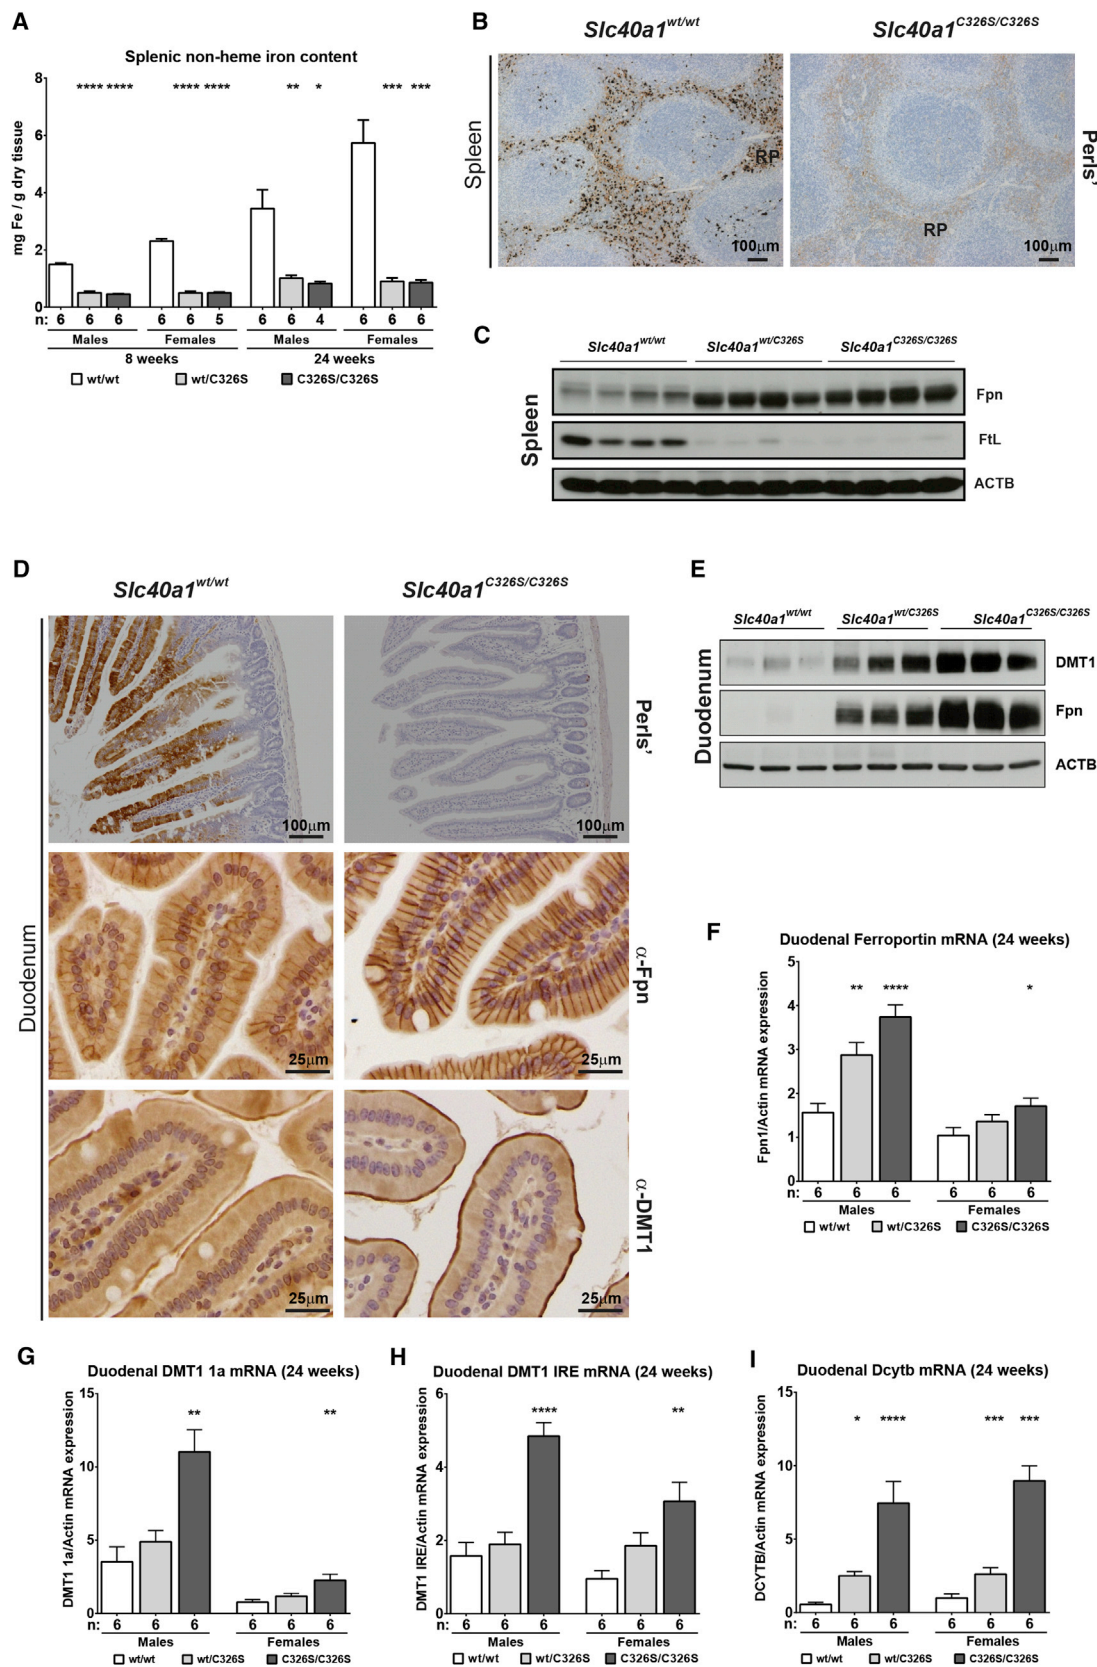 A
Splenic non-heme iron content
mg Fe / g dry tissue
8
6
4
2
0
**** **** **** **** ** * *** ***
n: 6 6 6 6 6 5 6 6 4 6 6 6
Males Females Males Females
8 weeks 24 weeks
wt/wt wt/C326S C326S/C326S
B
Slc40a1wt/wt Slc40a1C326S/C326S
Spleen
RP
100µm
RP
100µm
Perls'
C
Slc40a1wt/wt Slc40a1wt/C326S Slc40a1C326S/C326S
Spleen
Fpn
FtL
ACTB
D
Slc40a1wt/wt Slc40a1C326S/C326S
Duodenum
100µm 100µm
Perls'
25µm 25µm
α-Fpn
25µm 25µm
α-DMT1
E
Slc40a1wt/wt Slc40a1wt/C326S Slc40a1C326S/C326S
Duodenum
DMT1
Fpn
ACTB
F
Duodenal Ferroportin mRNA (24 weeks)
Fpn1/Actin mRNA expression
5
4
3
2
1
0
** **** *
n: 6 6 6 6 6 6
Males Females
wt/wt wt/C326S C326S/C326S
G
Duodenal DMT1 1a mRNA (24 weeks)
DMT1 1a/Actin mRNA expression
15
10
5
0
** **
n: 6 6 6 6 6 6
Males Females
wt/wt wt/C326S C326S/C326S
H
Duodenal DMT1 IRE mRNA (24 weeks)
DMT1 IRE/Actin mRNA expression
6
4
2
0
**** **
n: 6 6 6 6 6 6
Males Females
wt/wt wt/C326S C326S/C326S
I
Duodenal Dcytb mRNA (24 weeks)
DCYTB/Actin mRNA expression
15
10
5
0
* **** *** ***
n: 6 6 6 6 6 6
Males Females
wt/wt wt/C326S C326S/C326S